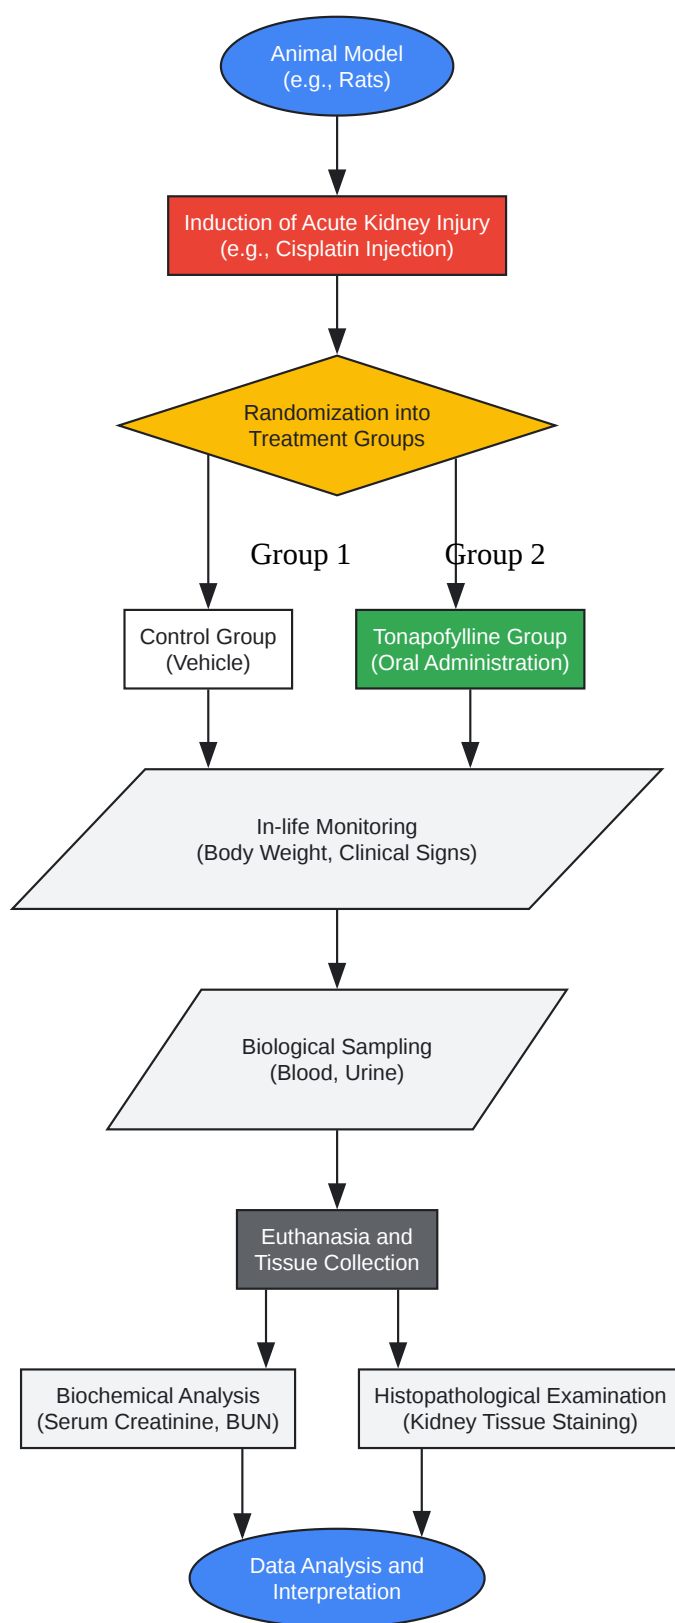 Animal Model
(e.g., Rats)
Induction of Acute Kidney Injury
(e.g., Cisplatin Injection)
Randomization into
Treatment Groups
Group 1
Group 2
Control Group
(Vehicle)
Tonapofylline Group
(Oral Administration)
In-life Monitoring
(Body Weight, Clinical Signs)
Biological Sampling
(Blood, Urine)
Euthanasia and
Tissue Collection
Biochemical Analysis
(Serum Creatinine, BUN)
Histopathological Examination
(Kidney Tissue Staining)
Data Analysis and
Interpretation